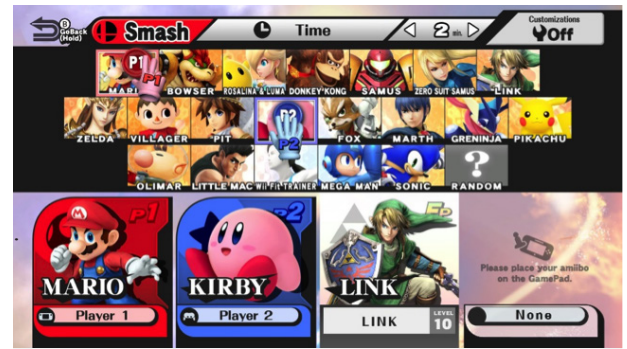 B
GoBack
(Hold)
Smash
Time
2 min.
Customizations
Off
P1
P1
MARIO
BOWSER
ROSALINA & LUMA
DONKEY KONG
SAMUS
ZERO SUIT SAMUS
LINK
ZELDA
VILLAGER
PIT
P2
P2
FOX
MARTH
GRENINJA
PIKACHU
OLIMAR
LITTLE MAC
Wii Fit TRAINER
MEGA MAN
SONIC
?
RANDOM
P1
MARIO
Player 1
P2
KIRBY
Player 2
FP
LINK
LINK
LEVEL
10
Please place your amiibo
on the GamePad.
None